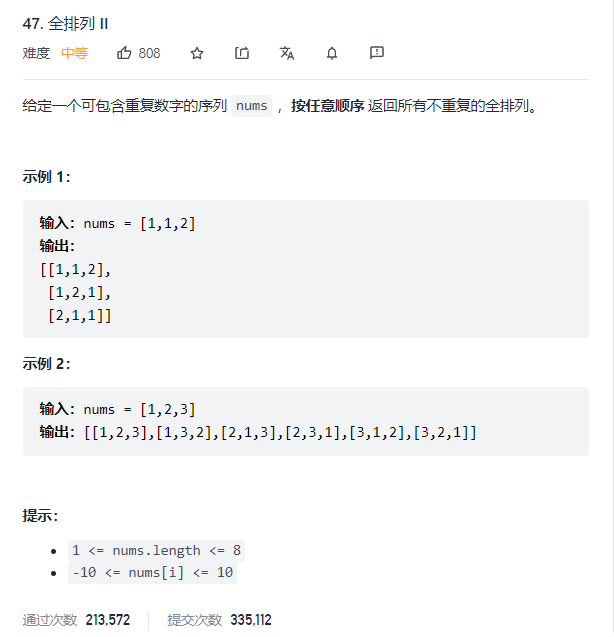 47. 全排列 II
难度 中等 808
给定一个可包含重复数字的序列 nums ，按任意顺序 返回所有不重复的全排列。
示例 1：
输入：nums = [1,1,2]
输出：
[[1,1,2],
[1,2,1],
[2,1,1]]
示例 2：
输入：nums = [1,2,3]
输出：[[1,2,3],[1,3,2],[2,1,3],[2,3,1],[3,1,2],[3,2,1]]
提示：
• 1 <= nums.length <= 8
• -10 <= nums[i] <= 10
通过次数 213,572 提交次数 335,112